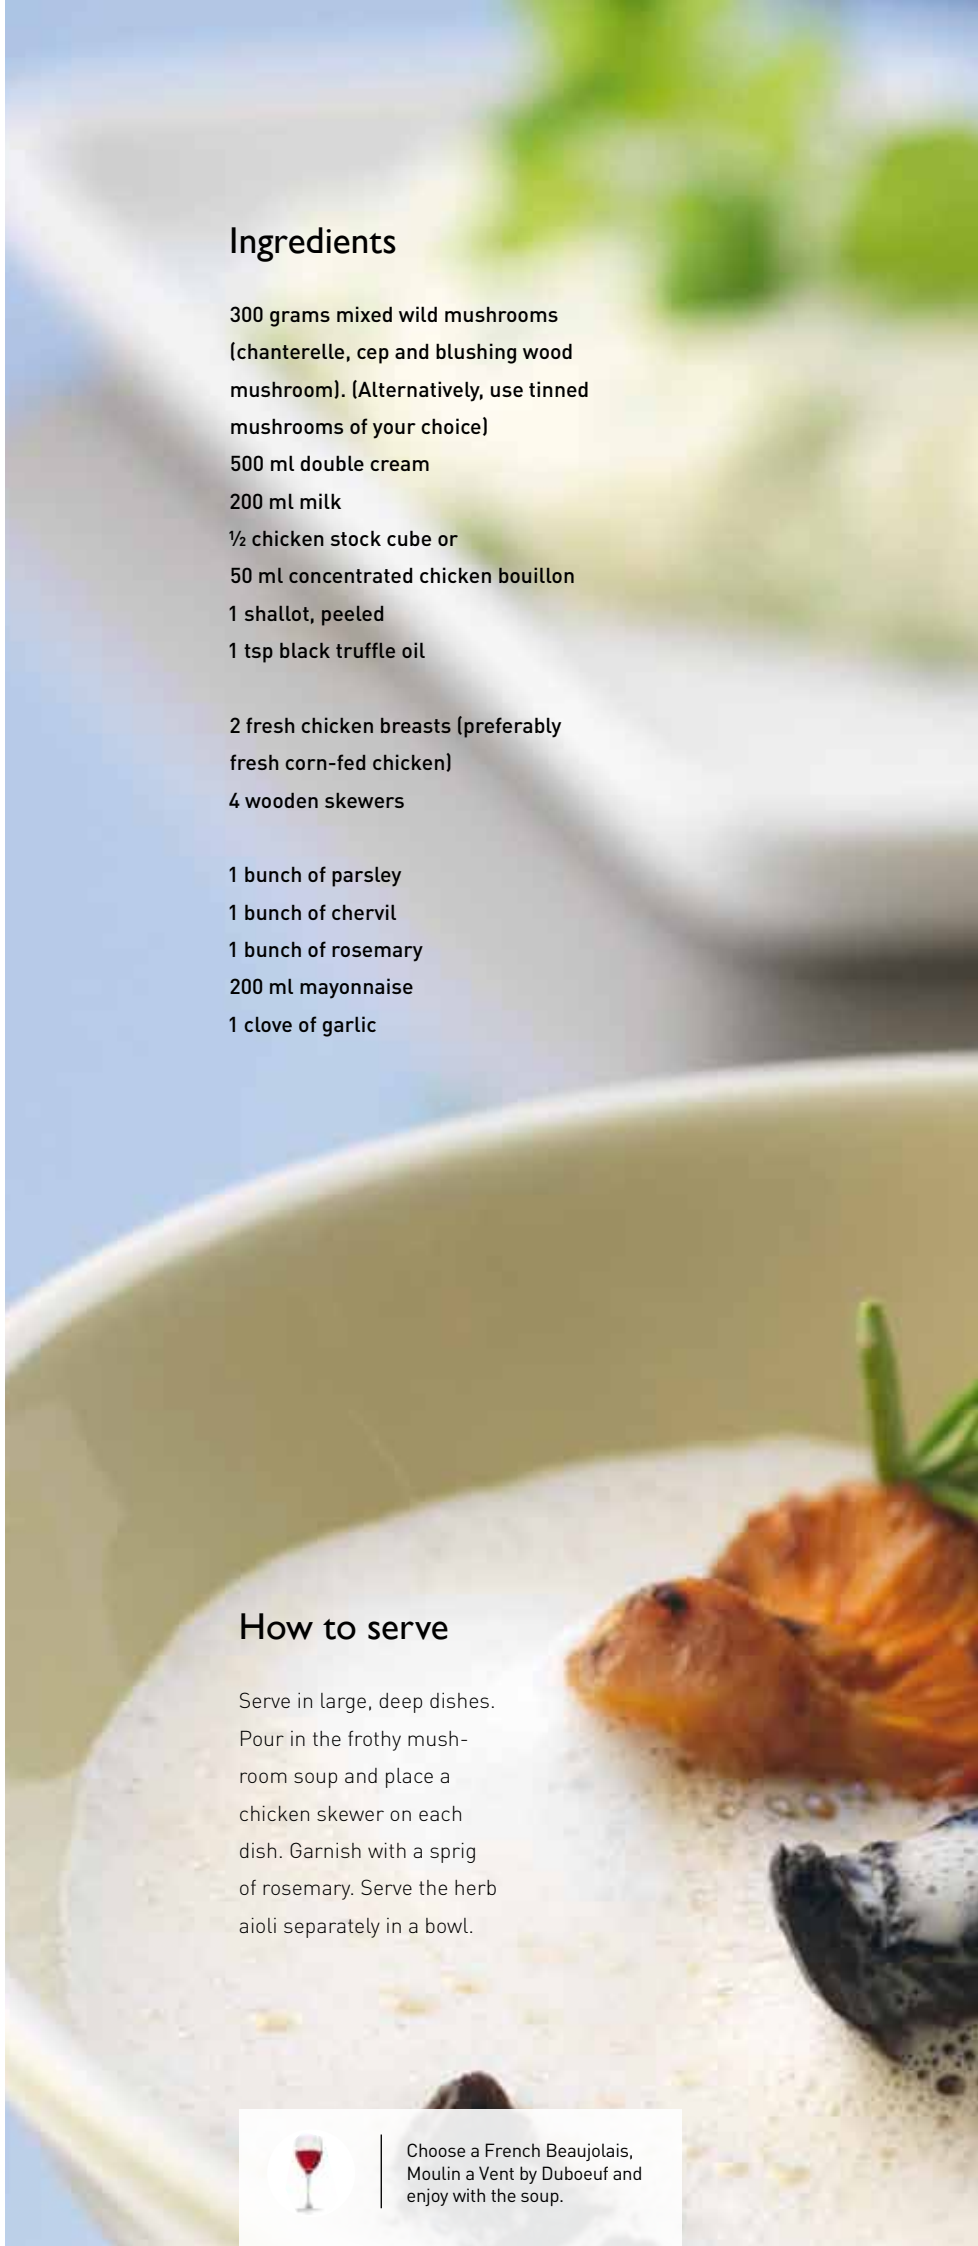 Ingredients
300 grams mixed wild mushrooms
(chanterelle, cep and blushing wood
mushroom). (Alternatively, use tinned
mushrooms of your choice)
500 ml double cream
200 ml milk
½ chicken stock cube or
50 ml concentrated chicken bouillon
1 shallot, peeled
1 tsp black truffle oil
2 fresh chicken breasts (preferably
fresh corn-fed chicken)
4 wooden skewers
1 bunch of parsley
1 bunch of chervil
1 bunch of rosemary
200 ml mayonnaise
1 clove of garlic
How to serve
Serve in large, deep dishes.
Pour in the frothy mush-
room soup and place a
chicken skewer on each
dish. Garnish with a sprig
of rosemary. Serve the herb
aioli separately in a bowl.
Choose a French Beaujolais,
Moulin a Vent by Duboeuf and
enjoy with the soup.